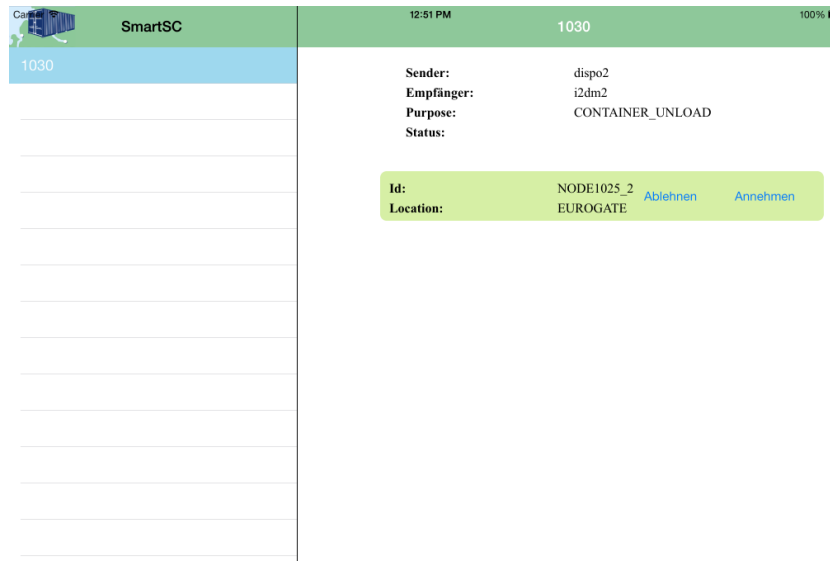 12:51 PM
100%
SmartSC
1030
1030
Sender: dispo2
Empfänger: i2dm2
Purpose: CONTAINER_UNLOAD
Status:
Id: NODE1025_2
Location: EUROGATE
Ablehnen Annehmen